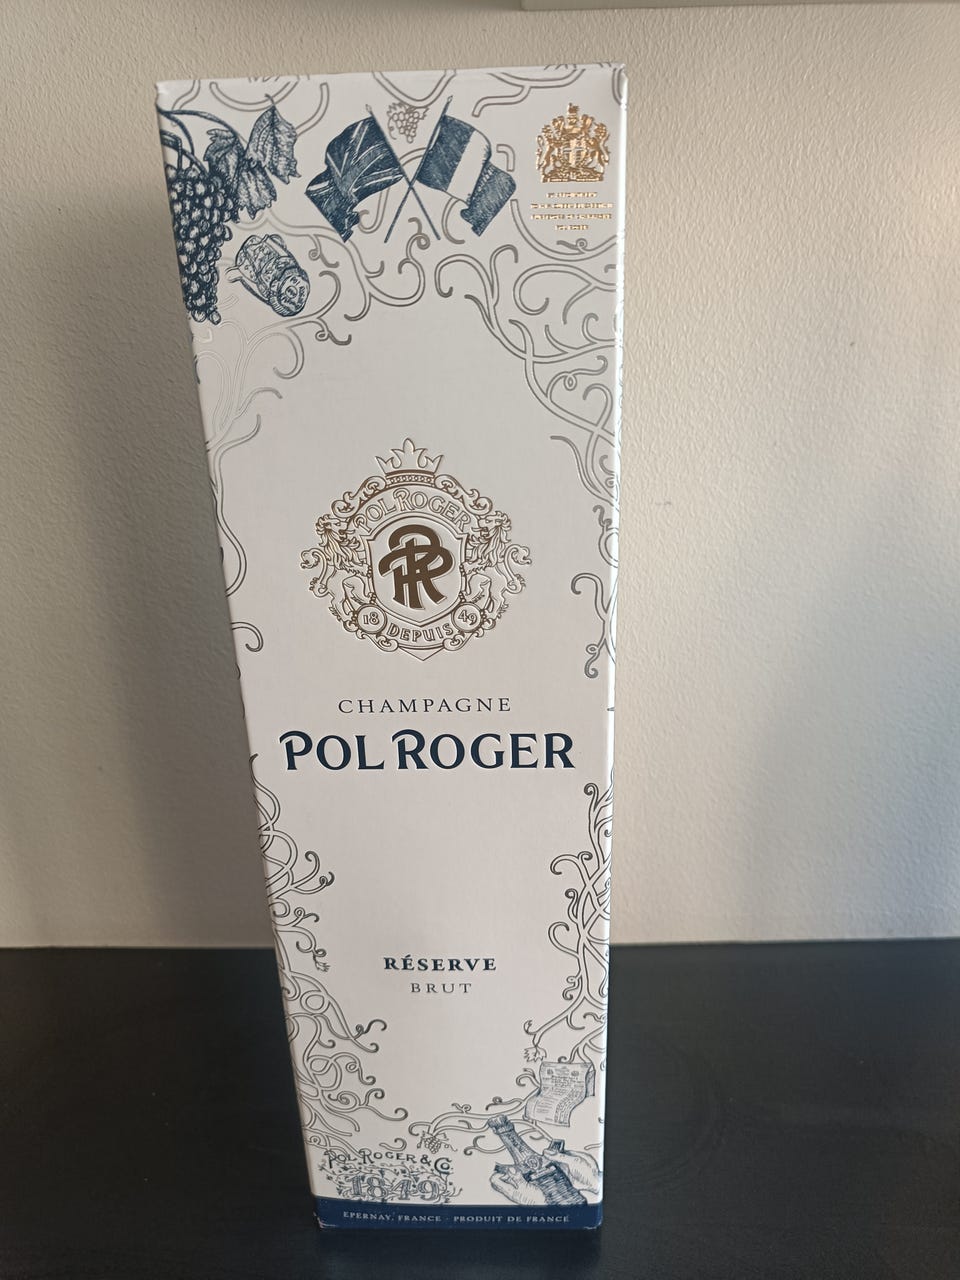 POL ROGER
PR
18 DEPUIS 49
CHAMPAGNE
POL ROGER
RÉSERVE
BRUT
POL ROGER & Co
1849
EPERNAY, FRANCE - PRODUIT DE FRANCE